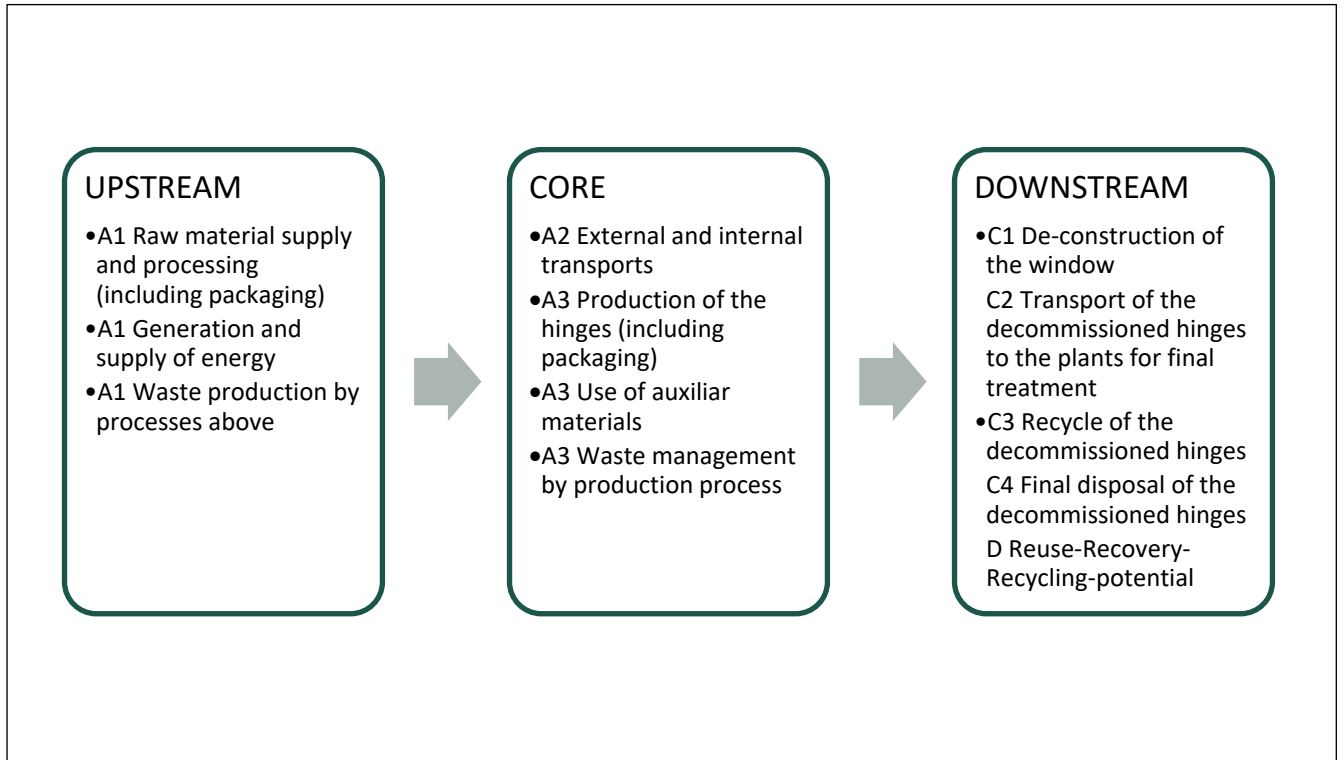 UPSTREAM
•A1 Raw material supply
and processing
(including packaging)
•A1 Generation and
supply of energy
•A1 Waste production by
processes above
CORE
•A2 External and internal
transports
•A3 Production of the
hinges (including
packaging)
•A3 Use of auxiliar
materials
•A3 Waste management
by production process
DOWNSTREAM
•C1 De-construction of
the window
C2 Transport of the
decommissioned hinges
to the plants for final
treatment
•C3 Recycle of the
decommissioned hinges
C4 Final disposal of the
decommissioned hinges
D Reuse-Recovery-
Recycling-potential